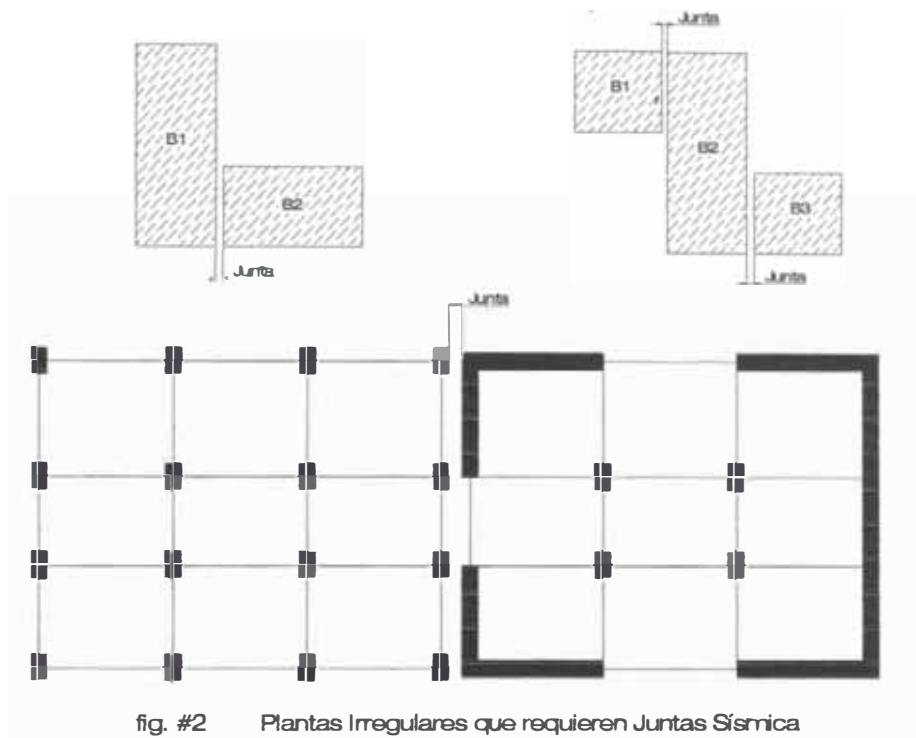 Junta
B1
B2
Junta
B1
B2
B3
Junta
Junta
fig. #2 Plantas Irregulares que requieren Juntas Sísmica